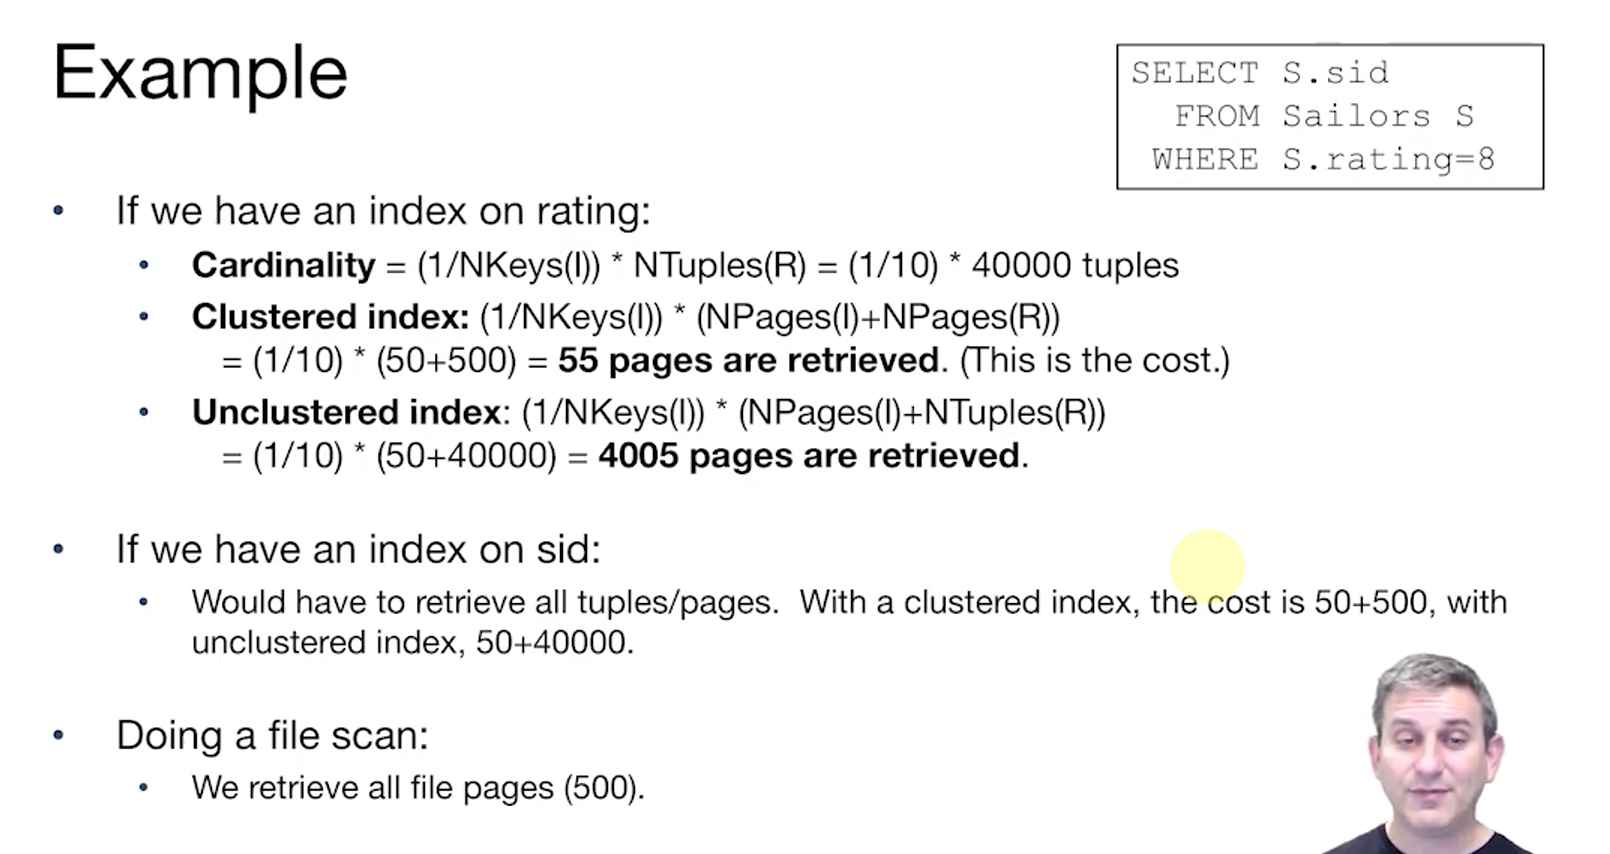 Example
SELECT S.sid
FROM Sailors S
WHERE S.rating=8
• If we have an index on rating:
• Cardinality = (1/NKeys(I)) * NTuples(R) = (1/10) * 40000 tuples
• Clustered index: (1/NKeys(I)) * (NPages(I)+NPages(R))
= (1/10) * (50+500) = 55 pages are retrieved. (This is the cost.)
• Unclustered index: (1/NKeys(I)) * (NPages(I)+NTuples(R))
= (1/10) * (50+40000) = 4005 pages are retrieved.
• If we have an index on sid:
• Would have to retrieve all tuples/pages. With a clustered index, the cost is 50+500, with
unclustered index, 50+40000.
• Doing a file scan:
• We retrieve all file pages (500).